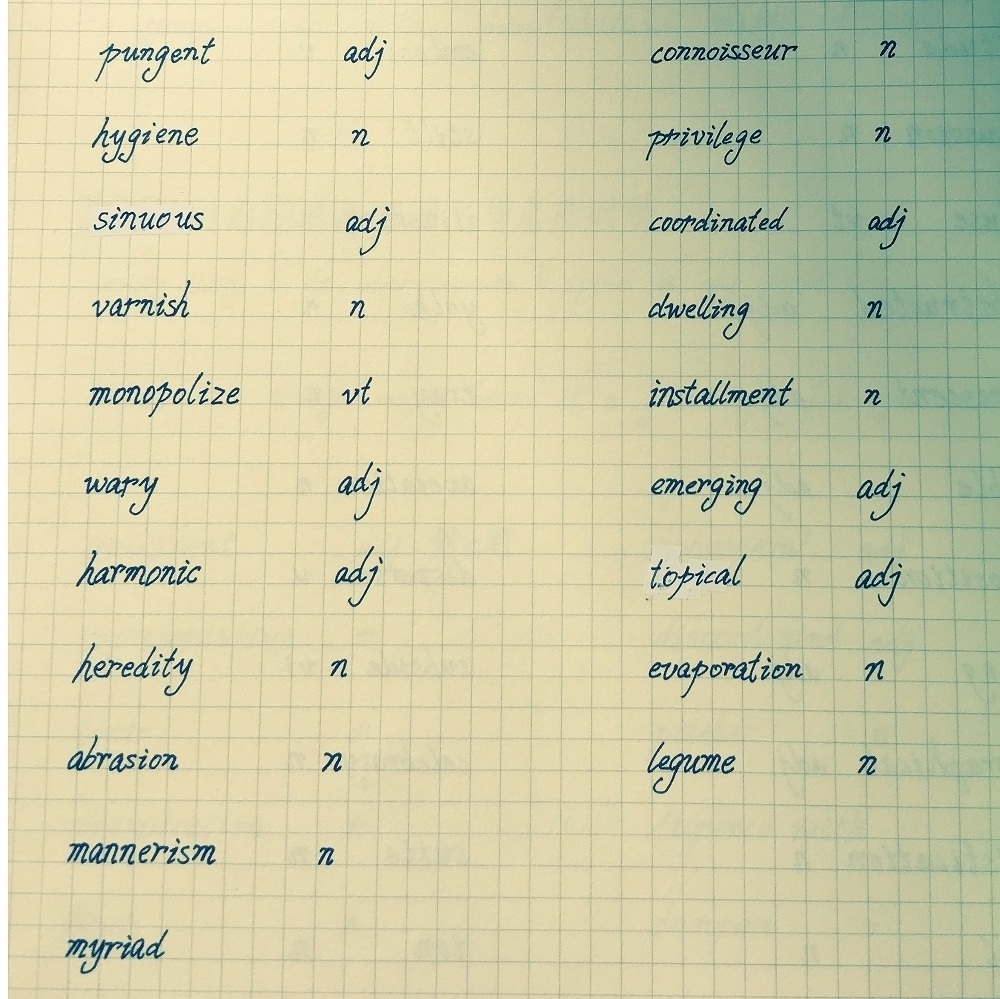 pungent adj
hygiene n
sinuous adj
varnish n
monopolize vt
wary adj
harmonic adj
heredity n
abrasion n
mannerism n
myriad
connoisseur n
privilege n
coordinated adj
dwelling n
installment n
emerging adj
topical adj
evaporation n
legume n